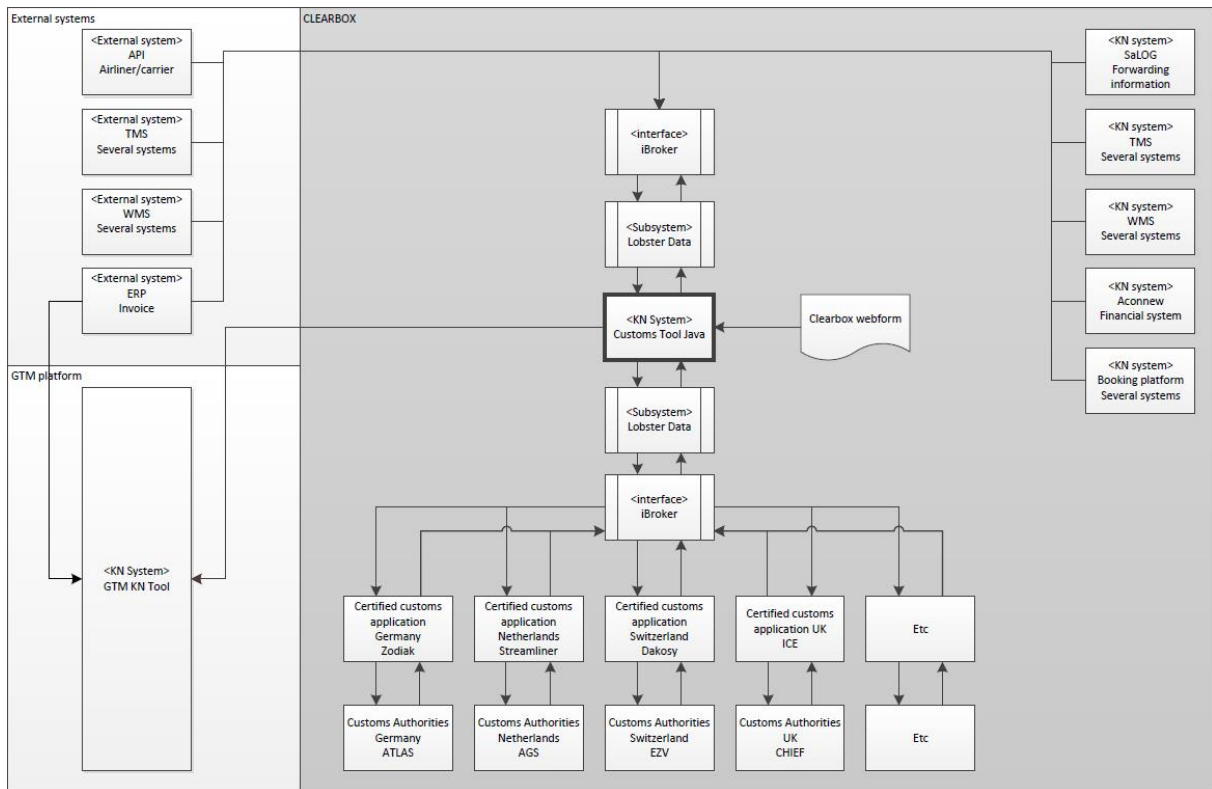 External systems
CLEARBOX
<External system>
API
Airliner/carrier
<External system>
TMS
Several systems
<External system>
WMS
Several systems
<External system>
ERP
Invoice
<interface>
iBroker
<Subsystem>
Lobster Data
<KN System>
Customs Tool Java
Clearbox webform
<KN system>
SaLOG
Forwarding
information
<KN system>
TMS
Several systems
<KN system>
WMS
Several systems
<KN system>
Aconnew
Financial system
<KN system>
Booking platform
Several systems
GTM platform
<KN System>
GTM KN Tool
<Subsystem>
Lobster Data
<interface>
iBroker
Certified customs
application
Germany
Zodiak
Certified customs
application
Netherlands
Streamliner
Certified customs
application
Switzerland
Dakosy
Certified customs
application UK
ICE
Etc
Customs Authorities
Germany
ATLAS
Customs Authorities
Netherlands
AGS
Customs Authorities
Switzerland
EZV
Customs Authorities
UK
CHIEF
Etc